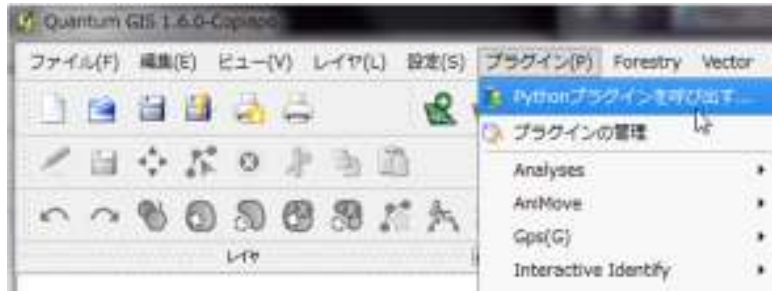 Quantum GIS 1.6.0-Copiapo
ファイル(F) 編集(E) ビュー(V) レイヤ(L) 設定(S) プラグイン(P) Forestry Vector
Pythonプラグインを呼び出す...
プラグインの管理
Analyses
AniMove
Gps(G)
レイヤ
Interactive Identify